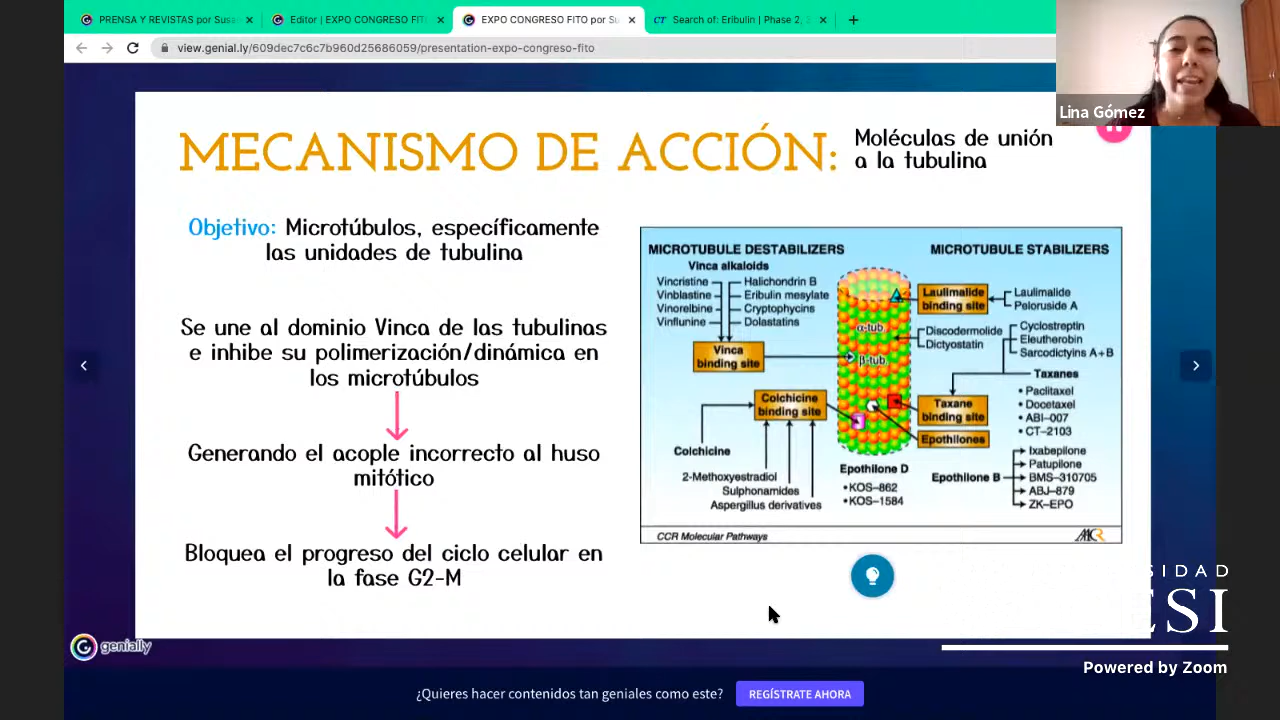 PRENSA Y REVISTAS por Suse
Editor | EXPO CONGRESO FIT
EXPO CONGRESO FITO por Su
CT Search of: Eribulin | Phase 2,
view.genial.ly/609dec7c6c7b960d25686059/presentation-expo-congreso-fito
Lina Gómez
MECANISMO DE ACCIÓN:
Moléculas de unión
a la tubulina
Objetivo: Microtúbulos, específicamente
las unidades de tubulina
Se une al dominio Vinca de las tubulinas
e inhibe su polimerización/dinámica en
los microtúbulos
Generando el acople incorrecto al huso
mitótico
Bloquea el progreso del ciclo celular en
la fase G2-M
MICROTUBULE DESTABILIZERS
Vinca alkaloids
Vincristine
Vinblastine
Vinorelbine
Vinflunine
Halichondrin B
Eribulin mesylate
Cryptophycins
Dolastatins
Vinca
binding site
Colchicine
binding site
Colchicine
2-Methoxyestradiol
Sulphonamides
Aspergillus derivatives
α-tub.
β-tub.
MICROTUBULE STABILIZERS
Laulimalide
binding site
Laulimalide
Peloruside A
Discodermolide
Dictyostatin
Cyclostreptin
Eleutherobin
Sarcodictyins A+B
Taxanes
• Paclitaxel
• Docetaxel
• ABI-007
• CT-2103
Taxane
binding site
Epothilones
Epothilone D
•KOS-862
•KOS-1584
Epothilone B
Ixabepilone
Patupilone
BMS-310705
ABJ-879
ZK-EPO
CCR Molecular Pathways
AACR
genially
SIDAD
ESI
Powered by Zoom
¿Quieres hacer contenidos tan geniales como este?
REGÍSTRATE AHORA